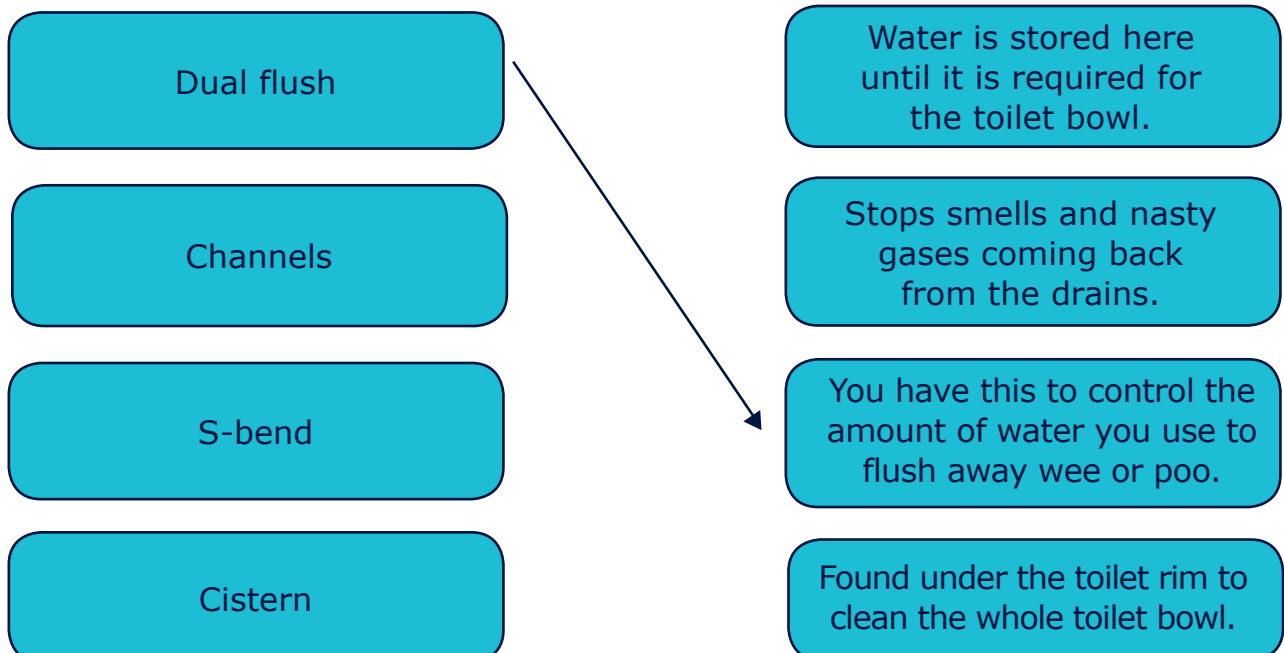 Dual flush
Channels
S-bend
Cistern
Water is stored here
until it is required for
the toilet bowl.
Stops smells and nasty
gases coming back
from the drains.
You have this to control the
amount of water you use to
flush away wee or poo.
Found under the toilet rim to
clean the whole toilet bowl.